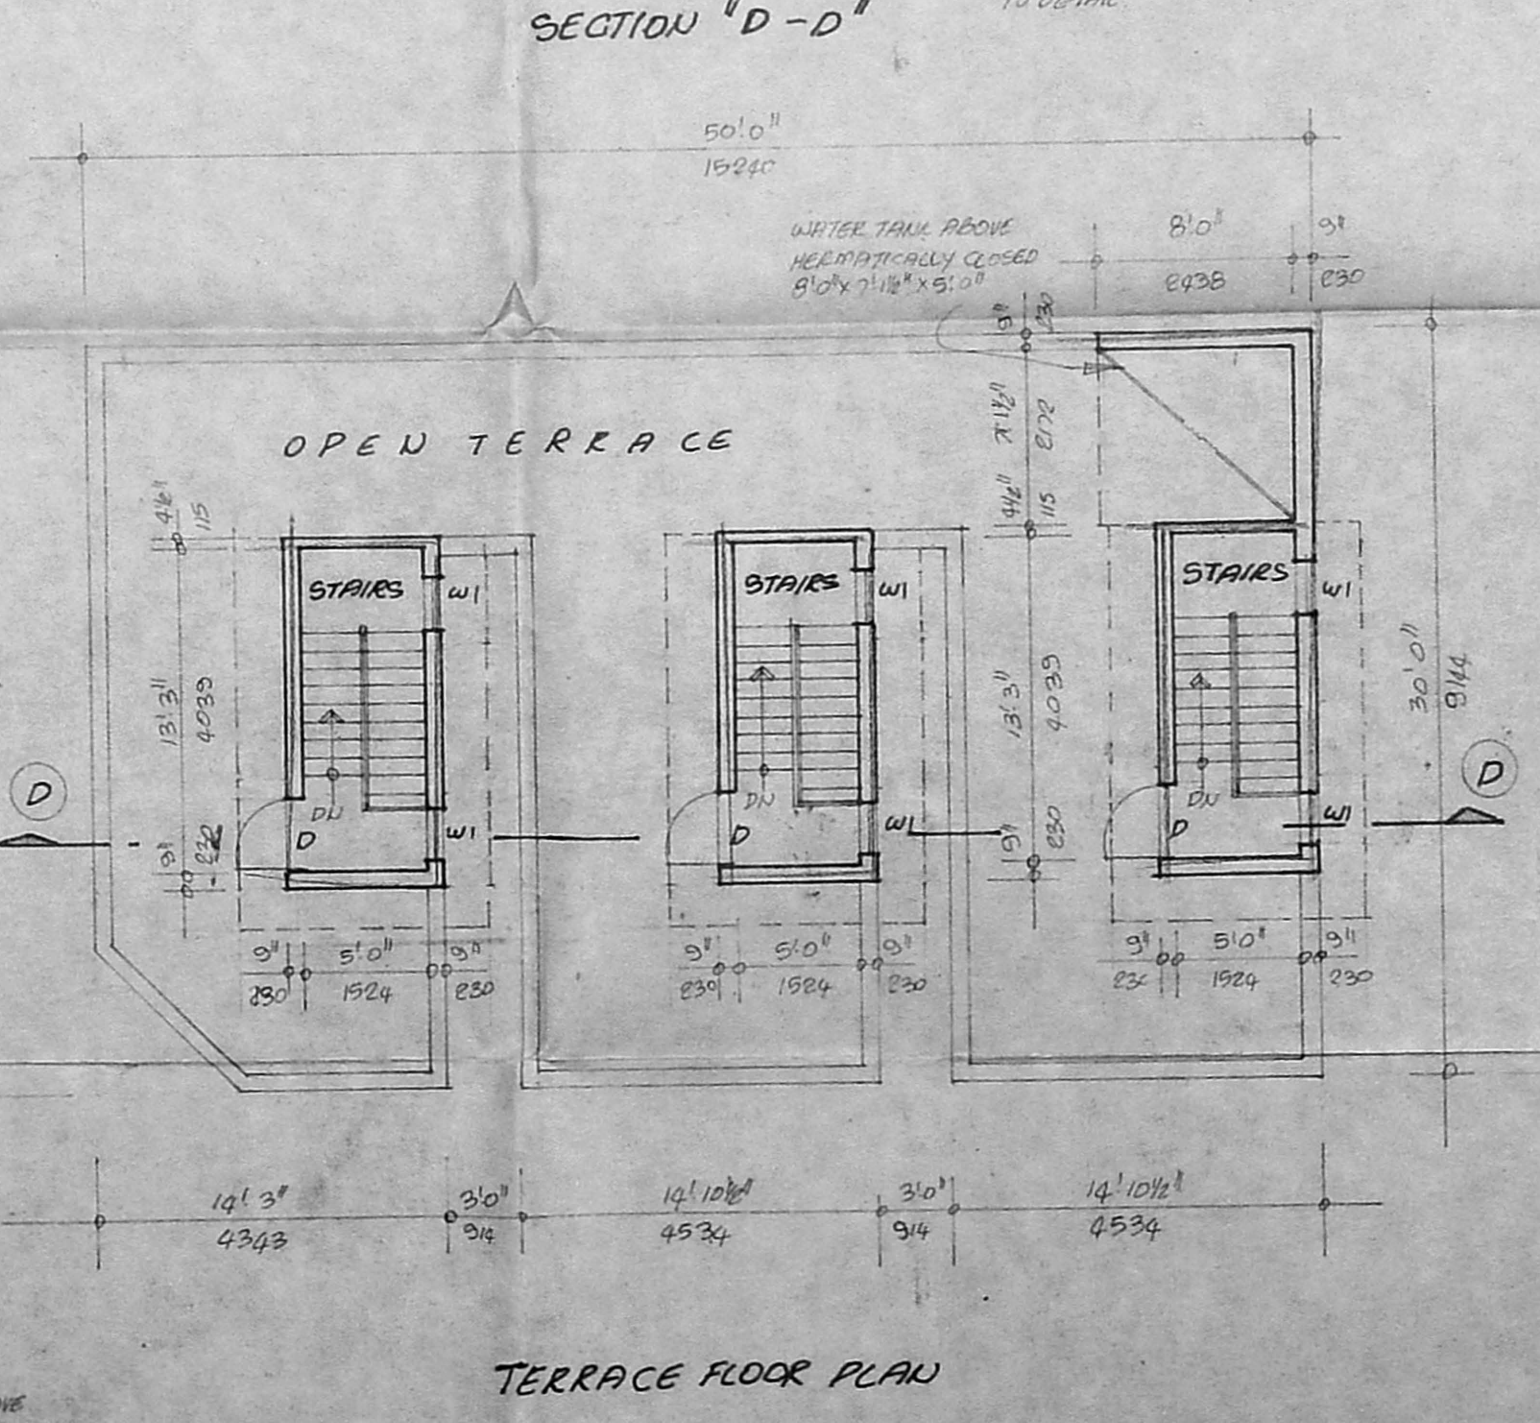 SECTION "D-D"
TO DETAIL
50'.0"
15240
WATER TANK ABOVE
HERMATICALLY CLOSED
8'.0"x7'.1½"x5'.0"
8'.0"
2438
9"
230
9"
230
7'.1½"
2172
4½"
115
OPEN TERRACE
4½"
115
STAIRS
W1
STAIRS
W1
STAIRS
W1
13'.3"
4039
13'.3"
4039
30'.0"
9144
D
D
DN
D
W1
DN
D
W1
DN
D
W1
9"
230
9"
230
9"
230
5'.0"
1524
9"
230
9"
230
5'.0"
1524
9"
230
9"
230
5'.0"
1524
9"
230
14'.3"
4343
3'.0"
914
14'.10½"
4534
3'.0"
914
14'.10½"
4534
TERRACE FLOOR PLAN